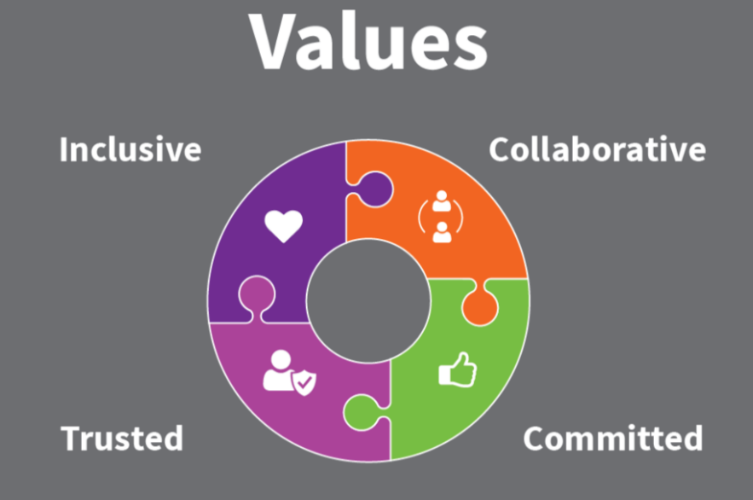 Values
Inclusive
Collaborative
Trusted
Committed